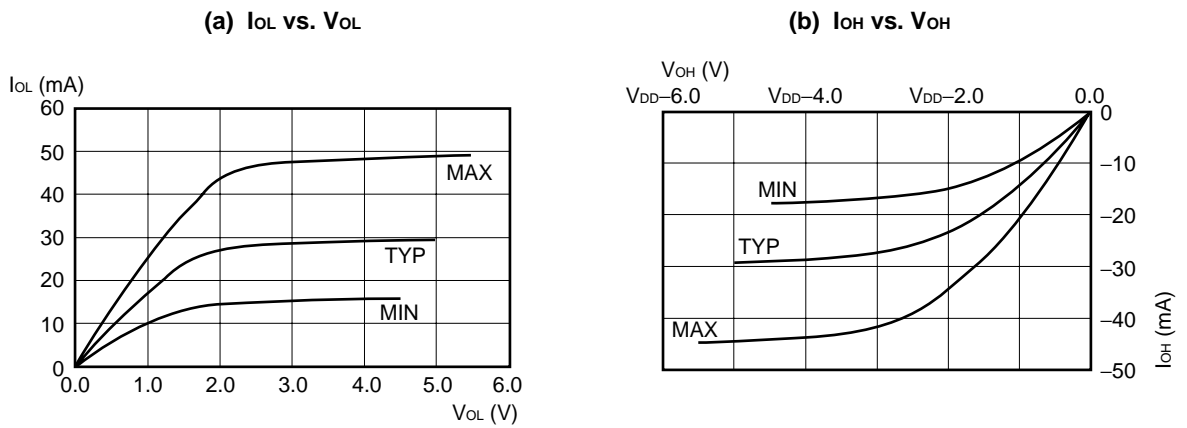 (a) IOL vs. VOL
IOL (mA)
60
50
40
30
20
10
0
MAX
TYP
MIN
0.0 1.0 2.0 3.0 4.0 5.0 6.0
VOL (V)
(b) IOH vs. VOH
VOH (V)
VDD–6.0 VDD–4.0 VDD–2.0 0.0
0
–10
–20
–30
–40
–50
MIN
TYP
MAX
IOH (mA)